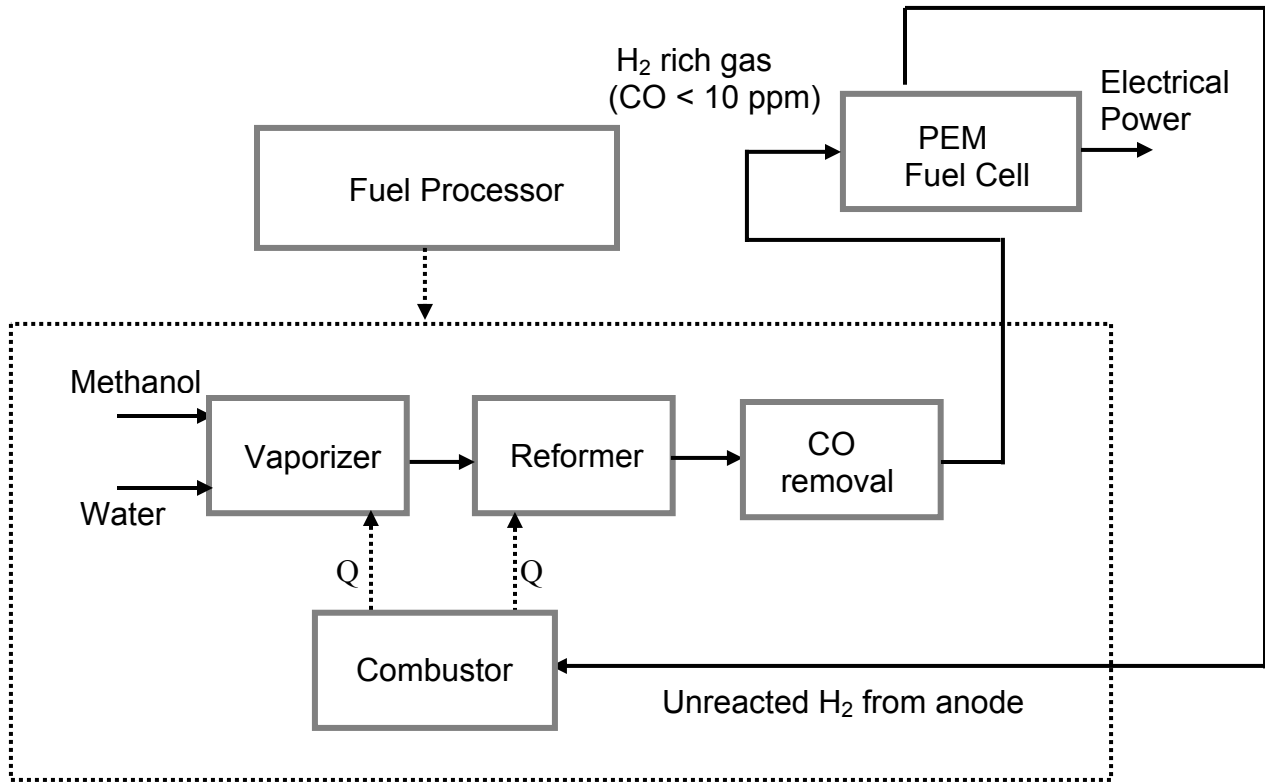 H₂ rich gas
(CO < 10 ppm)
Electrical
Power
PEM
Fuel Cell
Fuel Processor
Methanol
Water
Vaporizer
Reformer
CO
removal
Q
Q
Combustor
Unreacted H₂ from anode